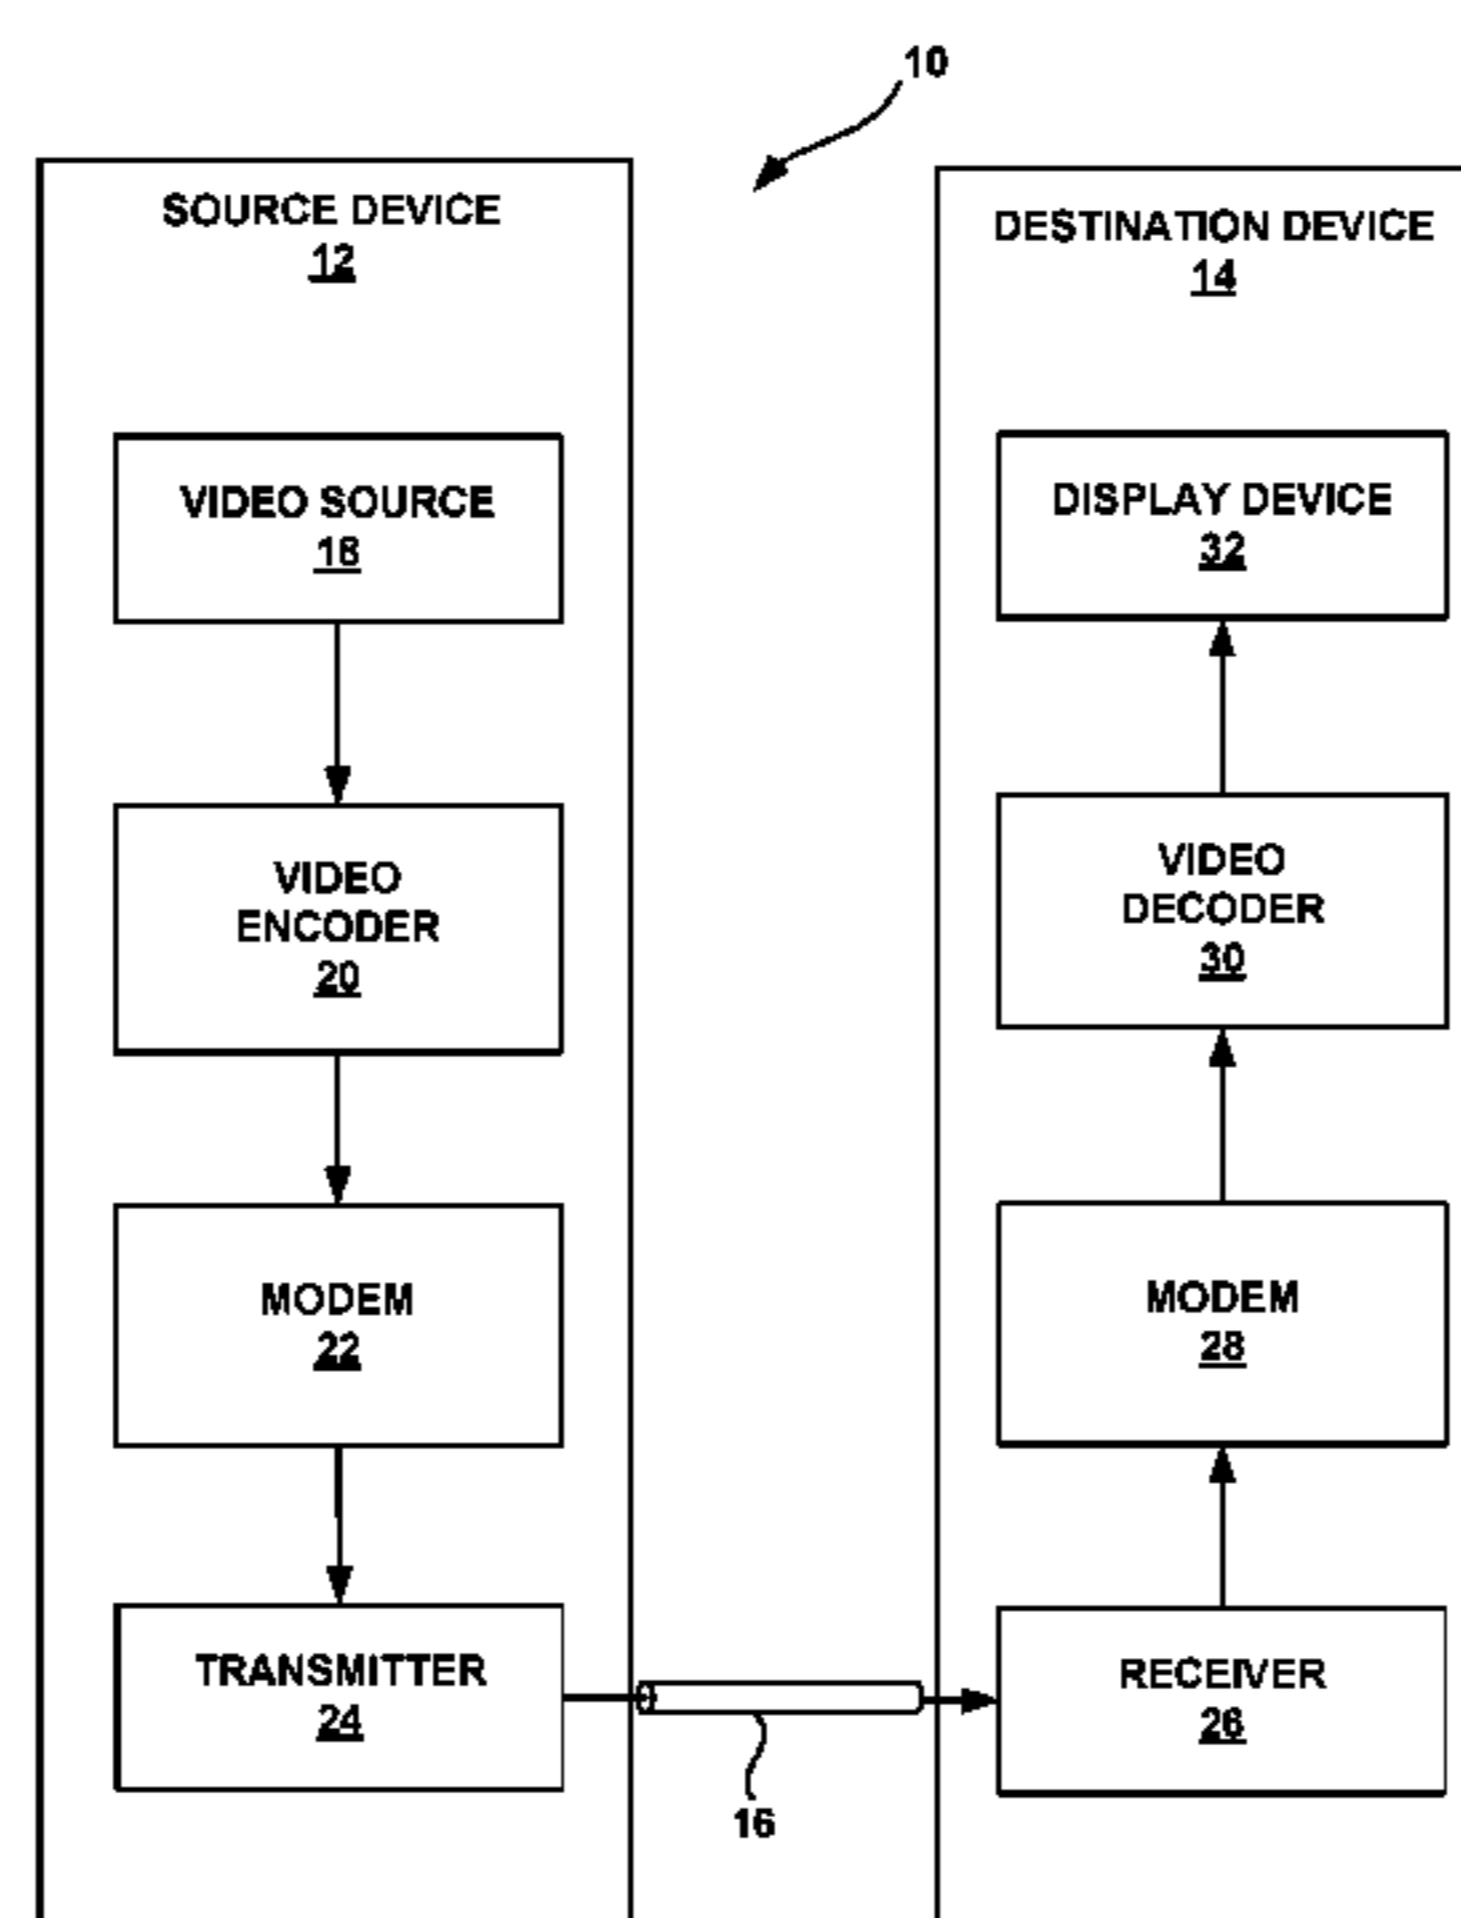 10
SOURCE DEVICE
12
VIDEO SOURCE
18
VIDEO
ENCODER
20
MODEM
22
TRANSMITTER
24
16
DESTINATION DEVICE
14
DISPLAY DEVICE
32
VIDEO
DECODER
30
MODEM
28
RECEIVER
26